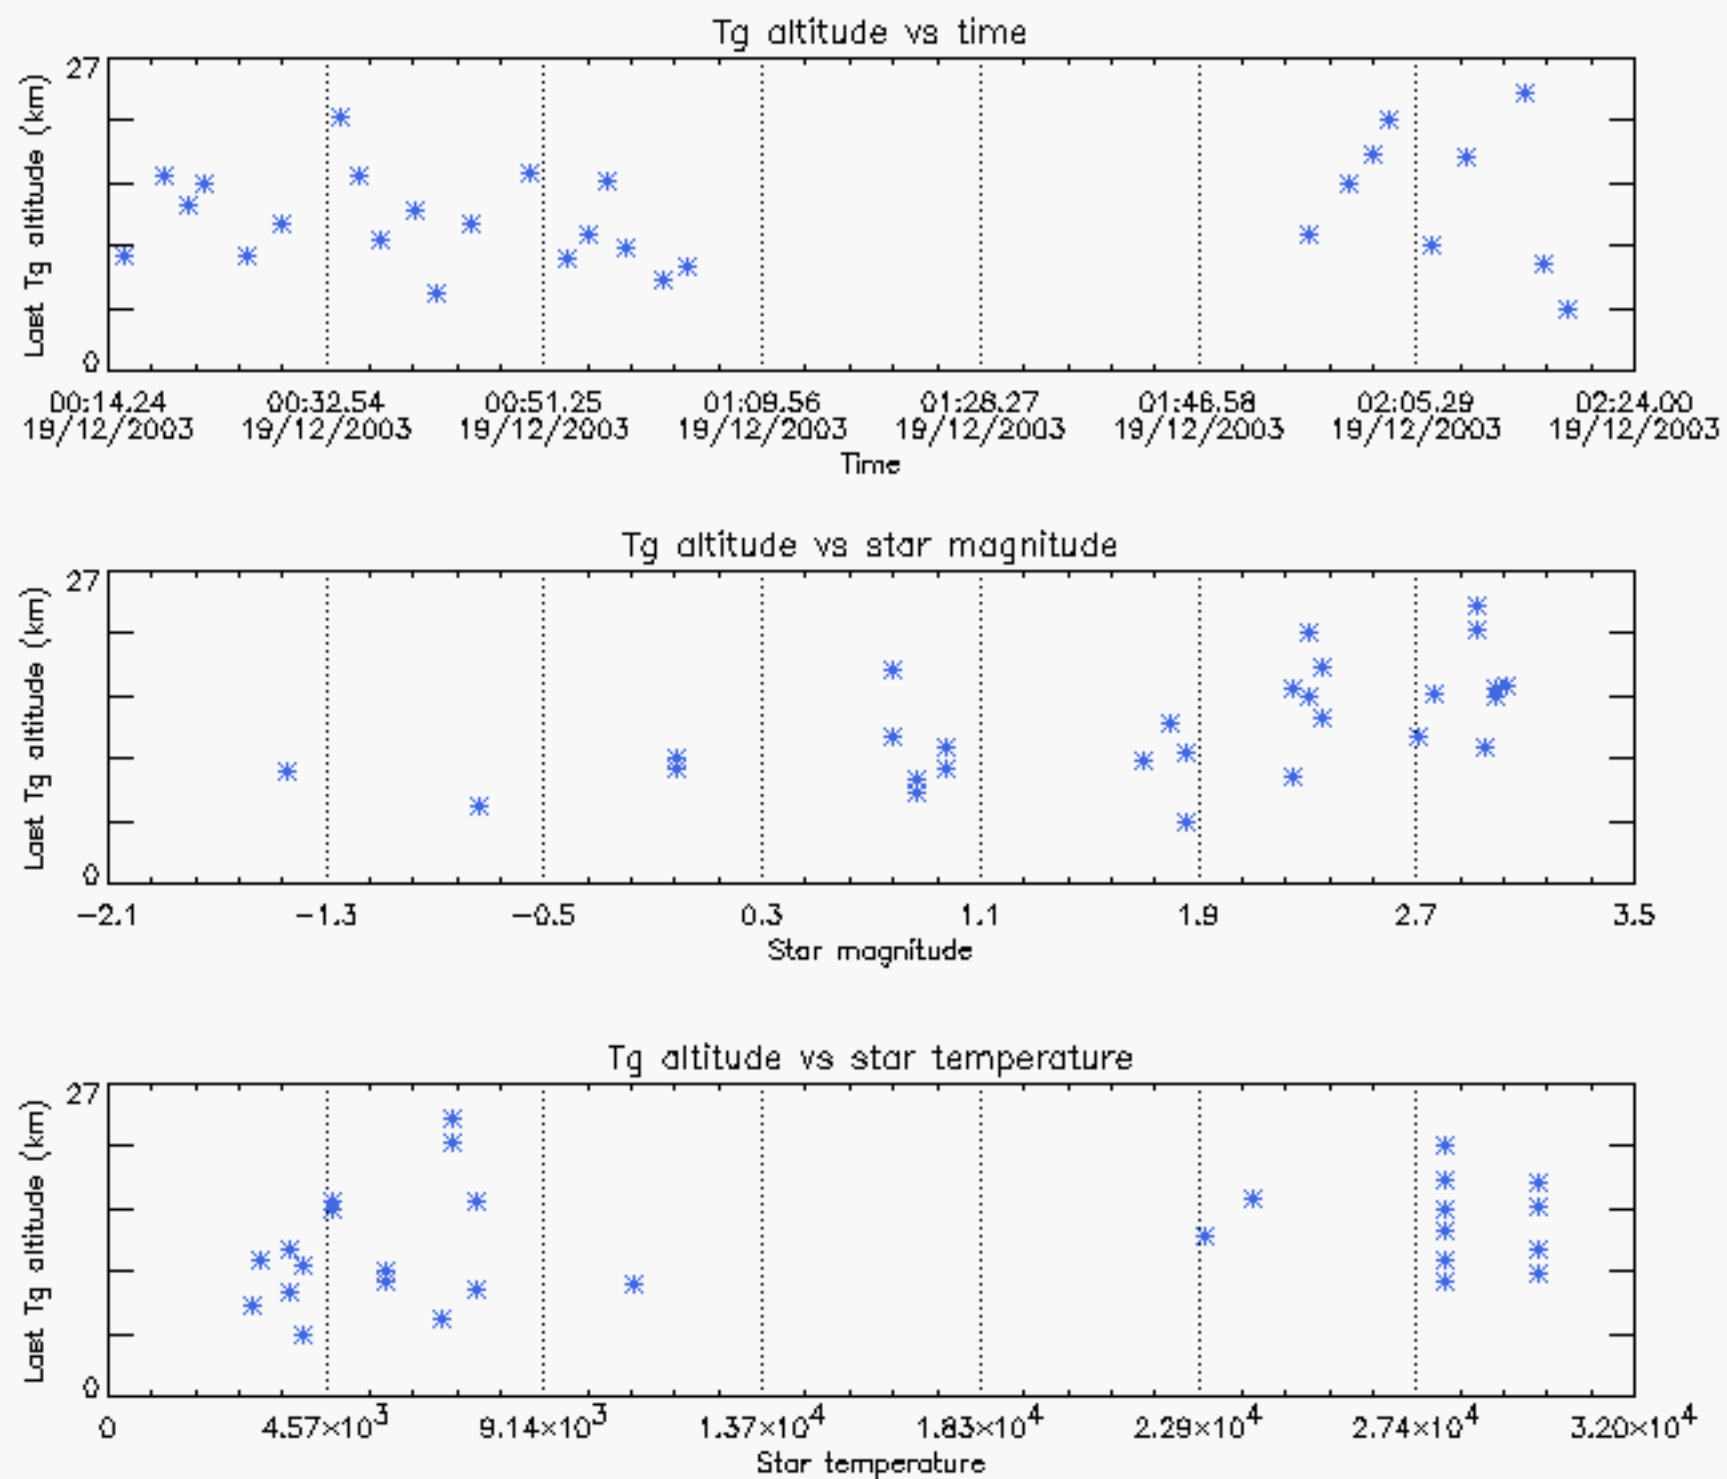 Tg altitude vs time
27
Last Tg altitude (km)
0
00:14.24 00:32.54 00:51.25 01:09.56 01:28.27 01:46.58 02:05.29 02:24.00
19/12/2003 19/12/2003 19/12/2003 19/12/2003 19/12/2003 19/12/2003 19/12/2003 19/12/2003
Time
Tg altitude vs star magnitude
27
Last Tg altitude (km)
0
−2.1 −1.3 −0.5 0.3 1.1 1.9 2.7 3.5
Star magnitude
Tg altitude vs star temperature
27
Last Tg altitude (km)
0
0 4.57×10³ 9.14×10³ 1.37×10⁴ 1.83×10⁴ 2.29×10⁴ 2.74×10⁴ 3.20×10⁴
Star temperature